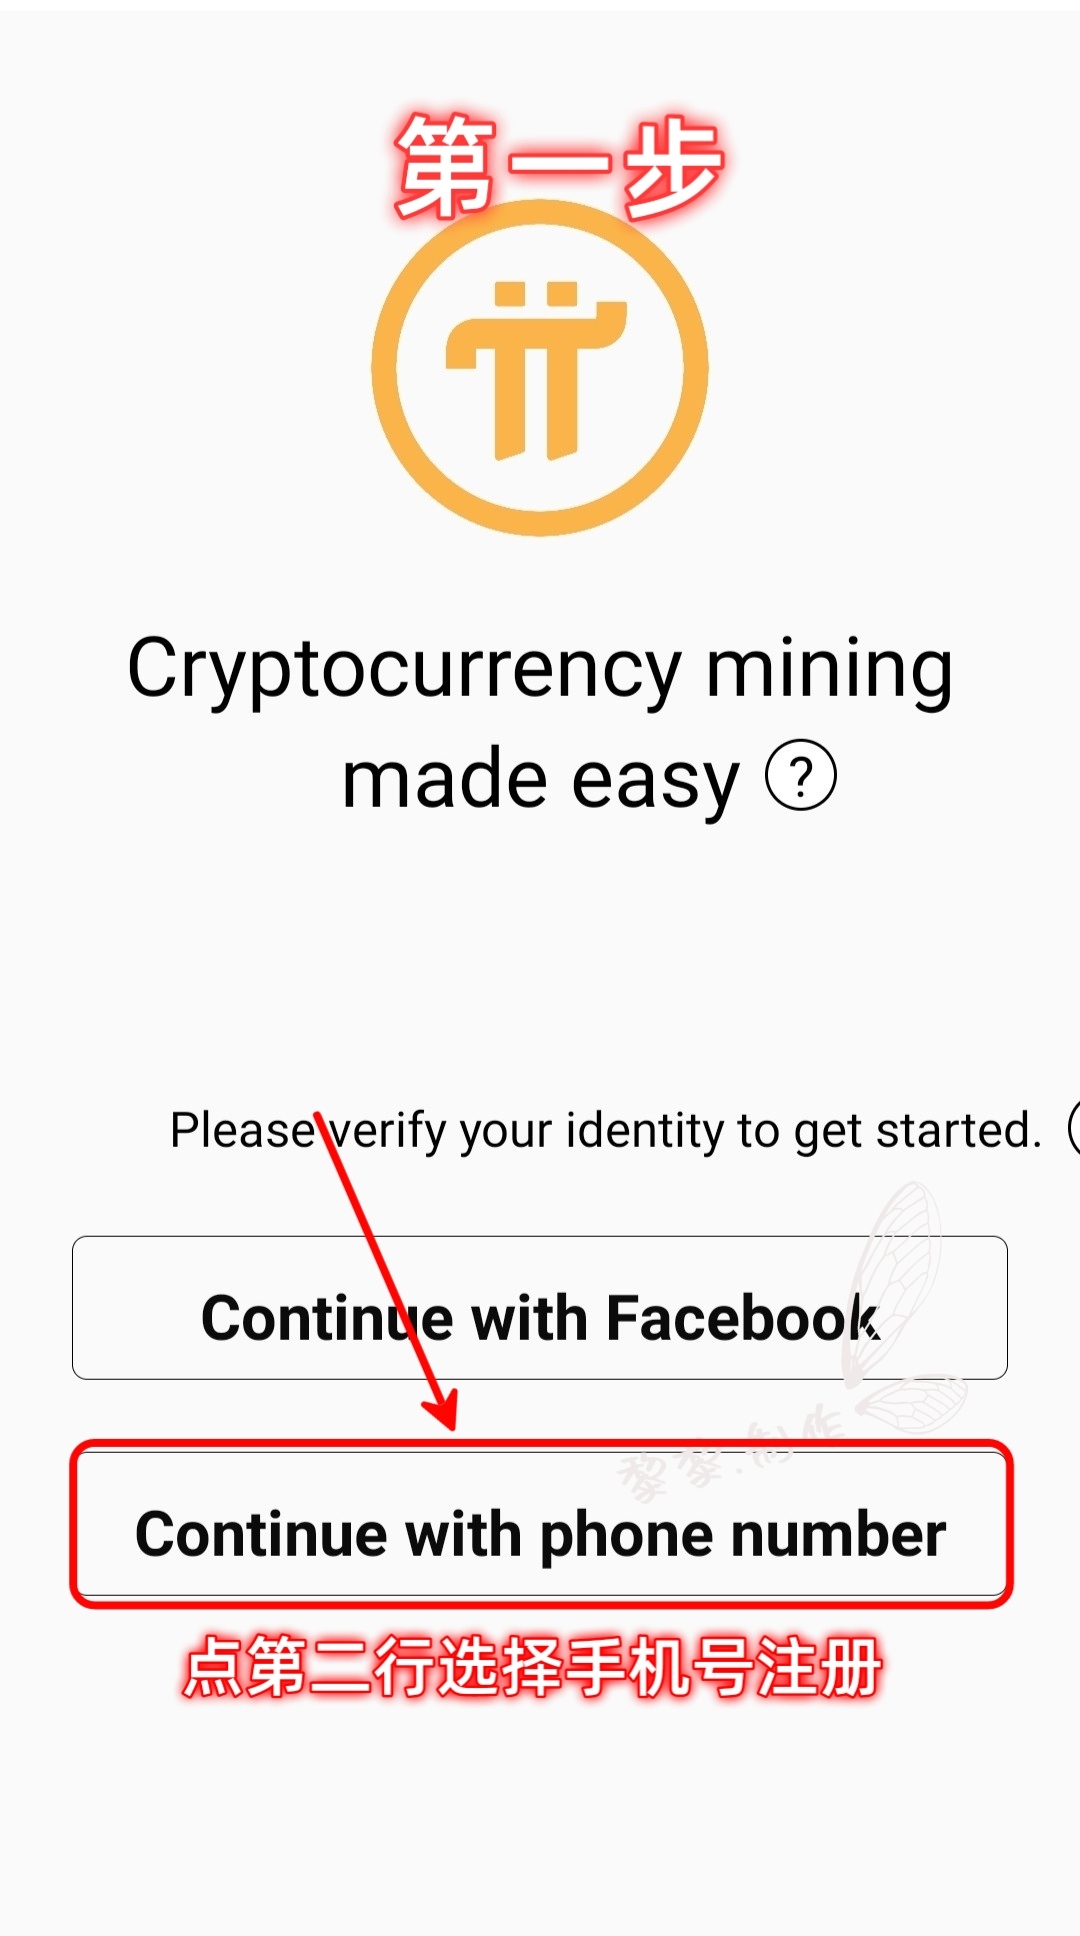 第一步
Cryptocurrency mining
made easy ?
Please verify your identity to get started.
Continue with Facebook
黎黎.制作
Continue with phone number
点第二行选择手机号注册